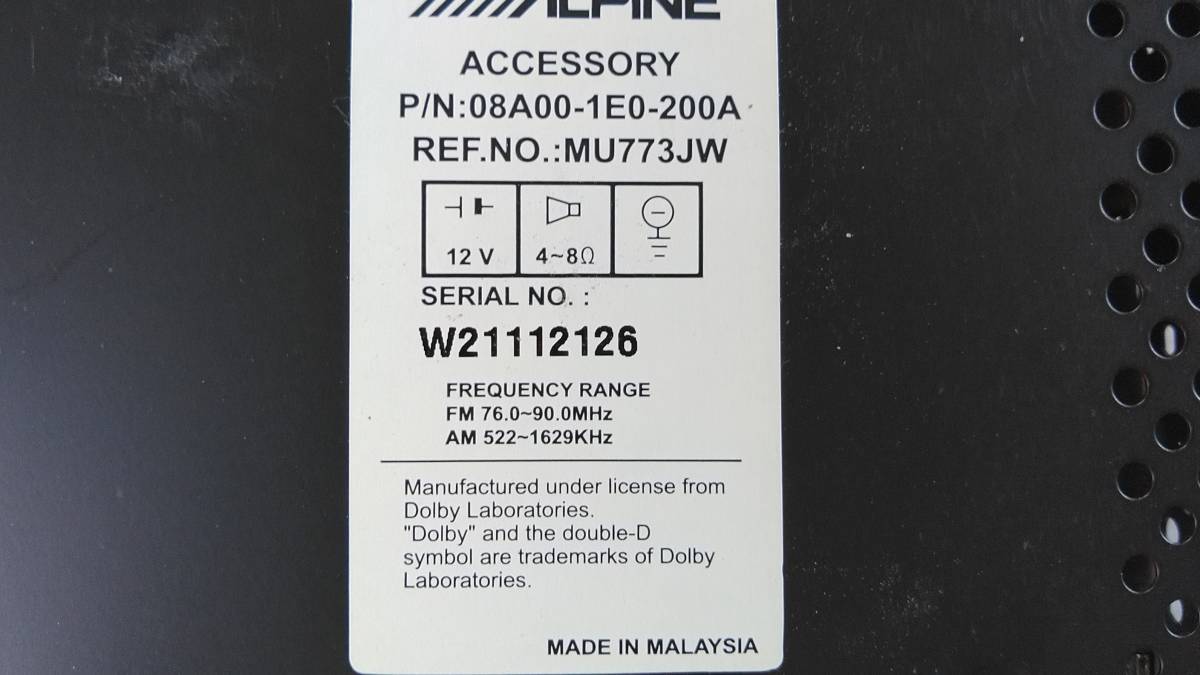 ALPINE
ACCESSORY
P/N:08A00-1E0-200A
REF.NO.:MU773JW
12 V
4~8Ω
SERIAL NO. :
W21112126
FREQUENCY RANGE
FM 76.0~90.0MHz
AM 522~1629KHz
Manufactured under license from
Dolby Laboratories.
"Dolby" and the double-D
symbol are trademarks of Dolby
Laboratories.
MADE IN MALAYSIA